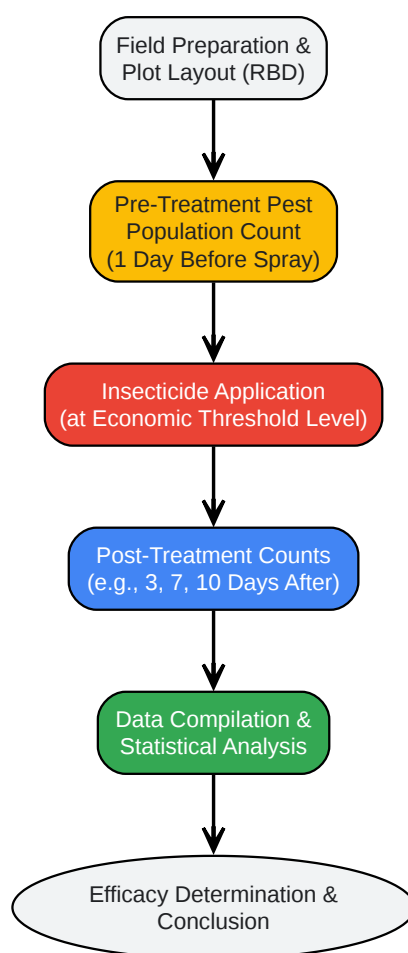 Field Preparation &
Plot Layout (RBD)
Pre-Treatment Pest
Population Count
(1 Day Before Spray)
Insecticide Application
(at Economic Threshold Level)
Post-Treatment Counts
(e.g., 3, 7, 10 Days After)
Data Compilation &
Statistical Analysis
Efficacy Determination &
Conclusion